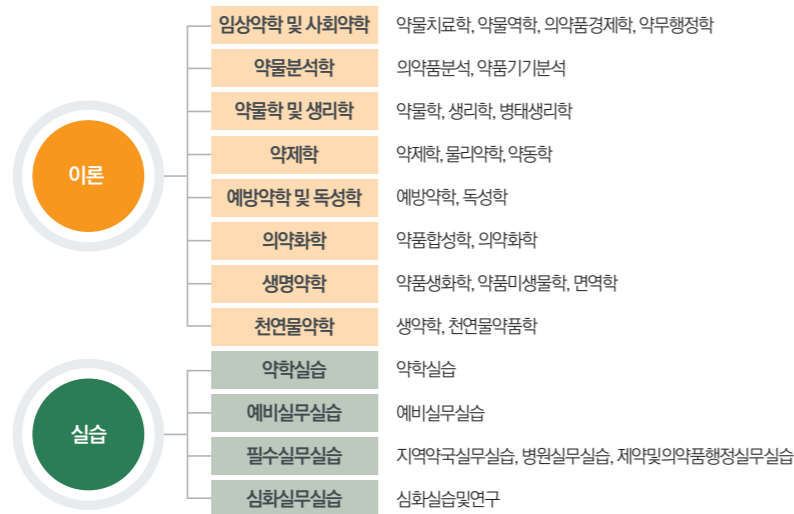 이론
임상약학 및 사회약학 약물치료학, 약물역학, 의약품경제학, 약무행정학
약물분석학 의약품분석, 약품기기분석
약물학 및 생리학 약물학, 생리학, 병태생리학
약제학 약제학, 물리약학, 약동학
예방약학 및 독성학 예방약학, 독성학
의약화학 약품합성학, 의약화학
생명약학 약품생화학, 약품미생물학, 면역학
천연물약학 생약학, 천연물약품학
실습
약학실습 약학실습
예비실무실습 예비실무실습
필수실무실습 지역약국실무실습, 병원실무실습, 제약및의약품행정실무실습
심화실무실습 심화실습및연구